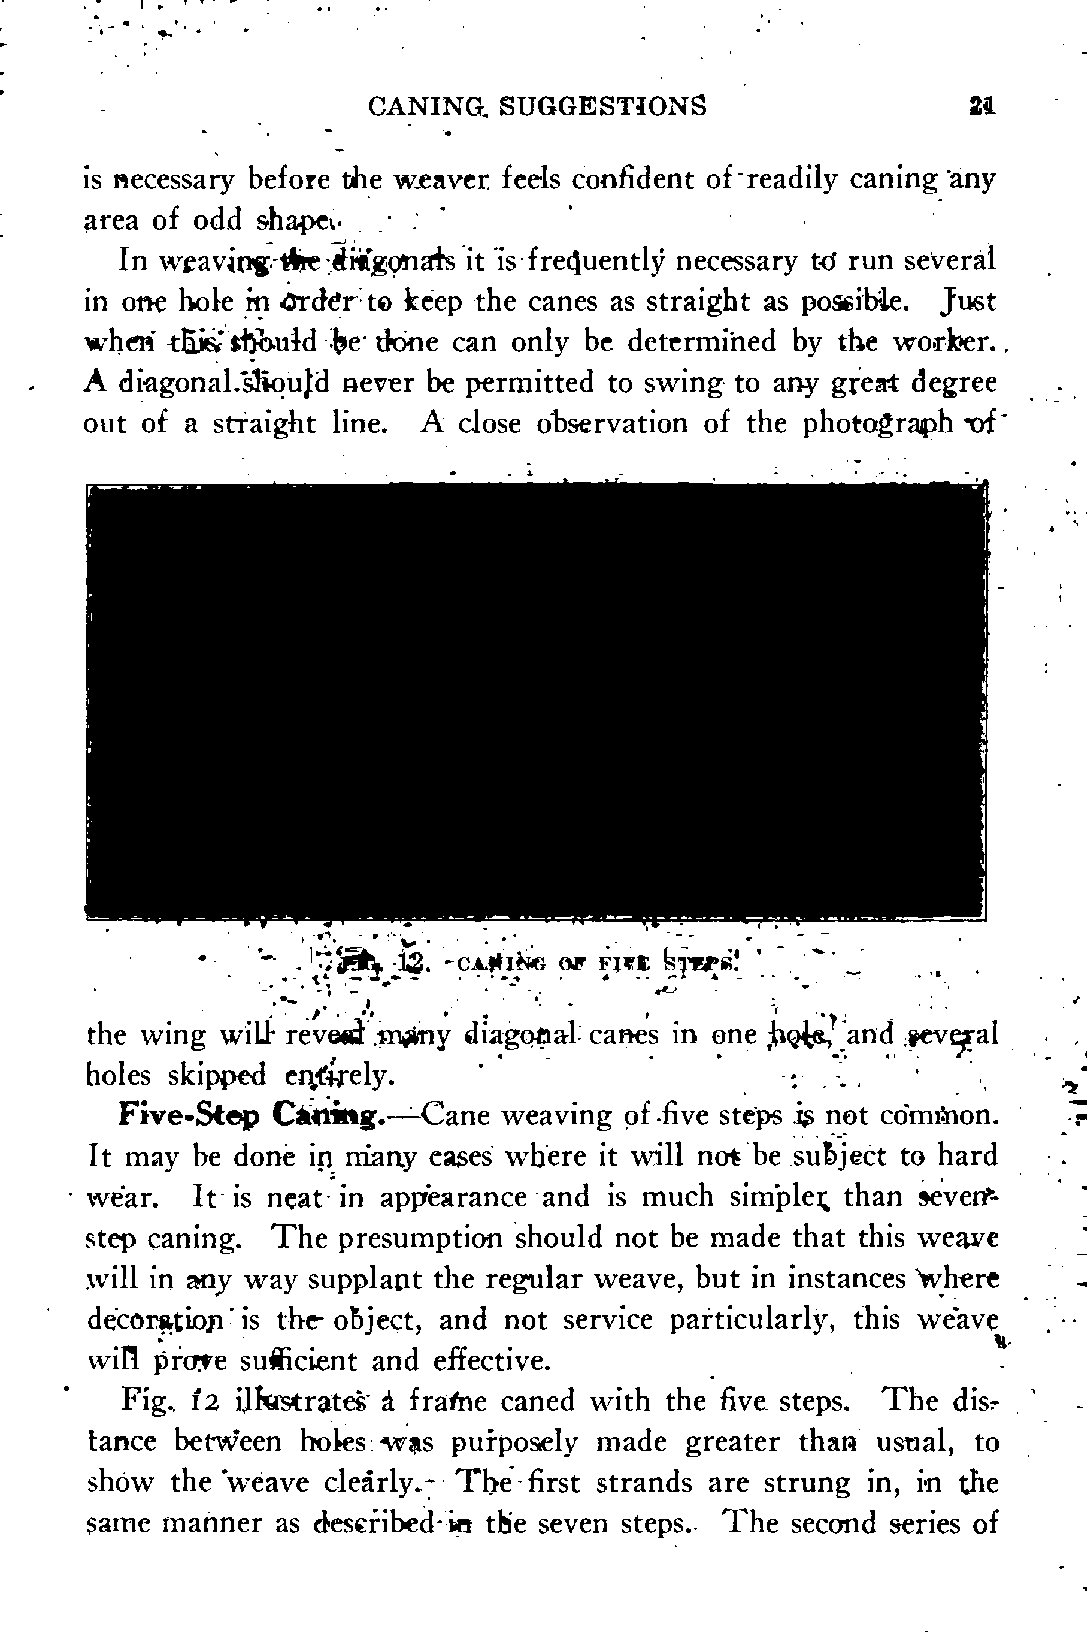 CANING SUGGESTIONS 21
is necessary before the weaver feels confident of readily caning any
area of odd shape.
In weaving the diagonals it is frequently necessary to run several
in one hole in order to keep the canes as straight as possible. Just
when this should be done can only be determined by the worker.
A diagonal should never be permitted to swing to any great degree
out of a straight line. A close observation of the photograph of
FIG. 12. CANING OF FIVE STEPS.
the wing will reveal many diagonal canes in one hole, and several
holes skipped entirely.
Five-Step Caning.—Cane weaving of five steps is not common.
It may be done in many cases where it will not be subject to hard
wear. It is neat in appearance and is much simpler than seven-
step caning. The presumption should not be made that this weave
will in any way supplant the regular weave, but in instances where
decoration is the object, and not service particularly, this weave
will prove sufficient and effective.
Fig. 12 illustrates a frame caned with the five steps. The dis-
tance between holes was purposely made greater than usual, to
show the weave clearly. The first strands are strung in, in the
same manner as described in the seven steps. The second series of